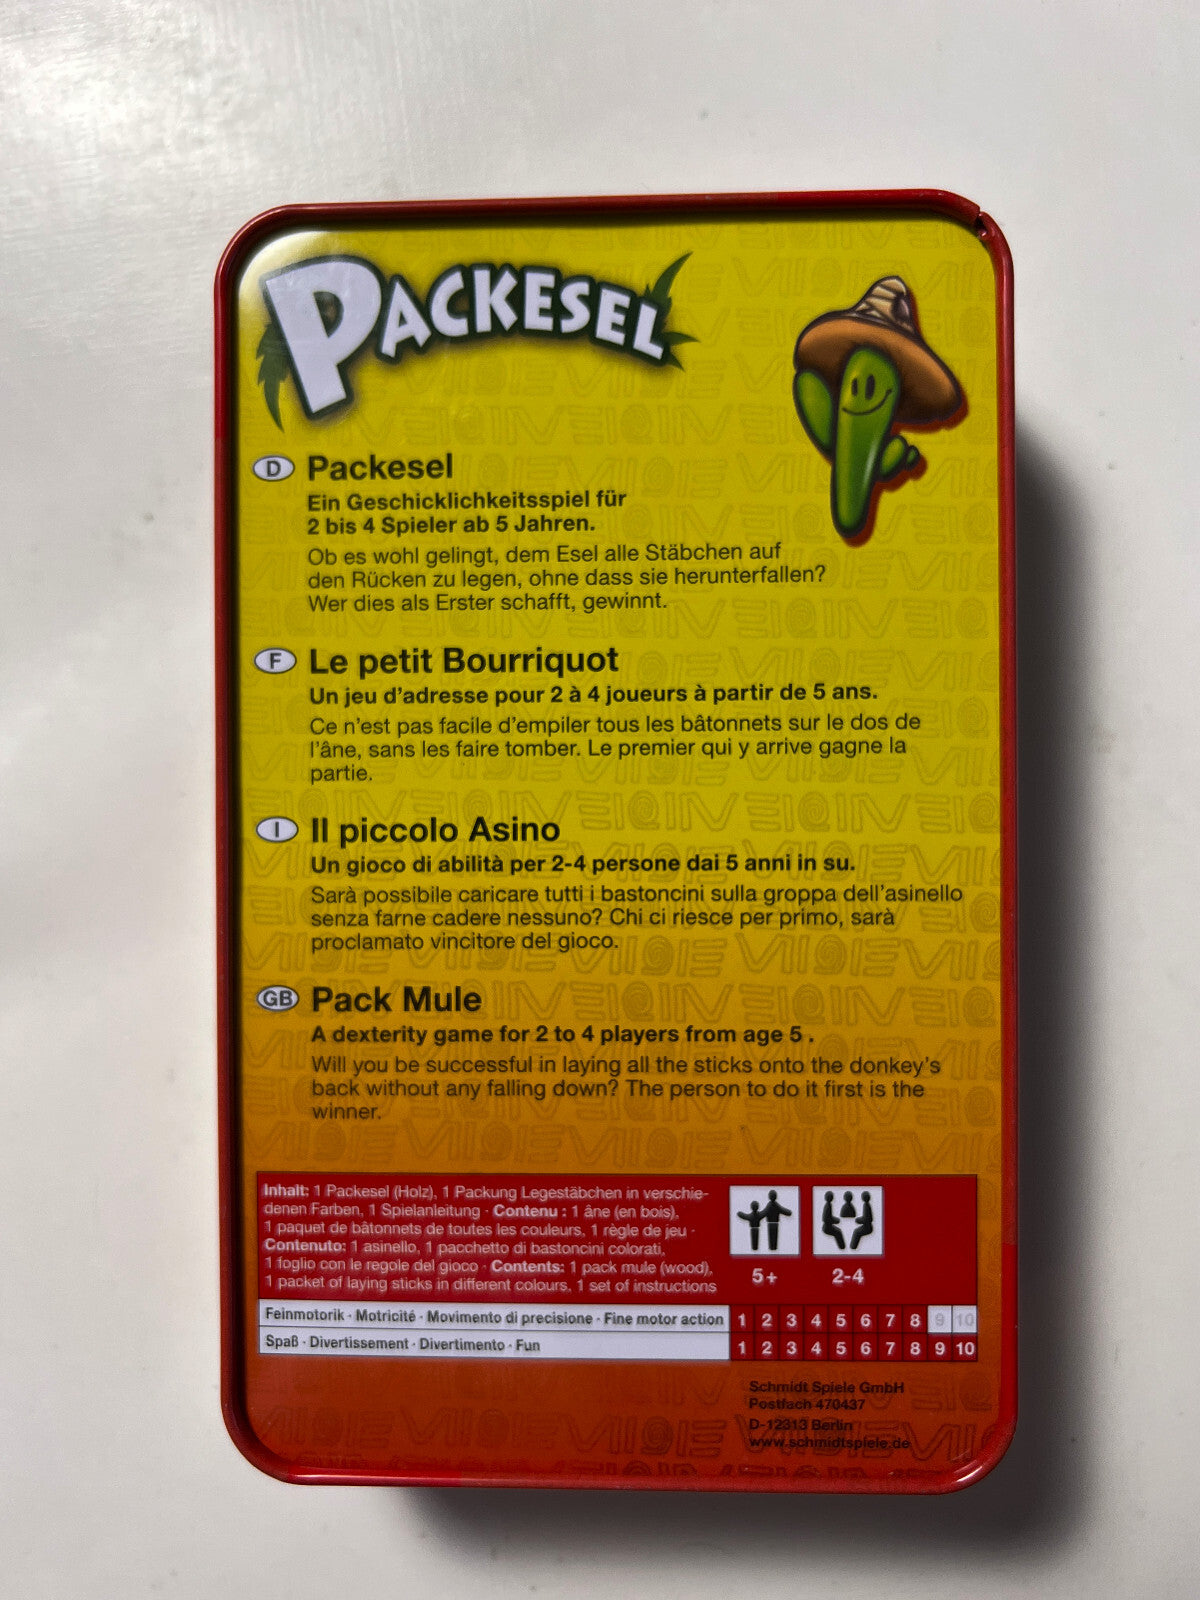 PACKESEL
D Packesel
Ein Geschicklichkeitsspiel für
2 bis 4 Spieler ab 5 Jahren.
Ob es wohl gelingt, dem Esel alle Stäbchen auf
den Rücken zu legen, ohne dass sie herunterfallen?
Wer dies als Erster schafft, gewinnt.
F Le petit Bourriquot
Un jeu d'adresse pour 2 à 4 joueurs à partir de 5 ans.
Ce n'est pas facile d'empiler tous les bâtonnets sur le dos de
l'âne, sans les faire tomber. Le premier qui y arrive gagne la
partie.
I Il piccolo Asino
Un gioco di abilità per 2-4 persone dai 5 anni in su.
Sarà possibile caricare tutti i bastoncini sulla groppa dell'asinello
senza farne cadere nessuno? Chi ci riesce per primo, sarà
proclamato vincitore del gioco.
GB Pack Mule
A dexterity game for 2 to 4 players from age 5 .
Will you be successful in laying all the sticks onto the donkey's
back without any falling down? The person to do it first is the
winner.
Inhalt: 1 Packesel (Holz), 1 Packung Legestäbchen in verschie-
denen Farben, 1 Spielanleitung · Contenu : 1 âne (en bois),
1 paquet de bâtonnets de toutes les couleurs, 1 règle de jeu ·
Contenuto: 1 asinello, 1 pacchetto di bastoncini colorati,
1 foglio con le regole del gioco · Contents: 1 pack mule (wood),
1 packet of laying sticks in different colours, 1 set of instructions
5+ 2-4
Feinmotorik · Motricité · Movimento di precisione · Fine motor action 1 2 3 4 5 6 7 8 9 10
Spaß · Divertissement · Divertimento · Fun 1 2 3 4 5 6 7 8 9 10
Schmidt Spiele GmbH
Postfach 470437
D-12313 Berlin
www.schmidtspiele.de